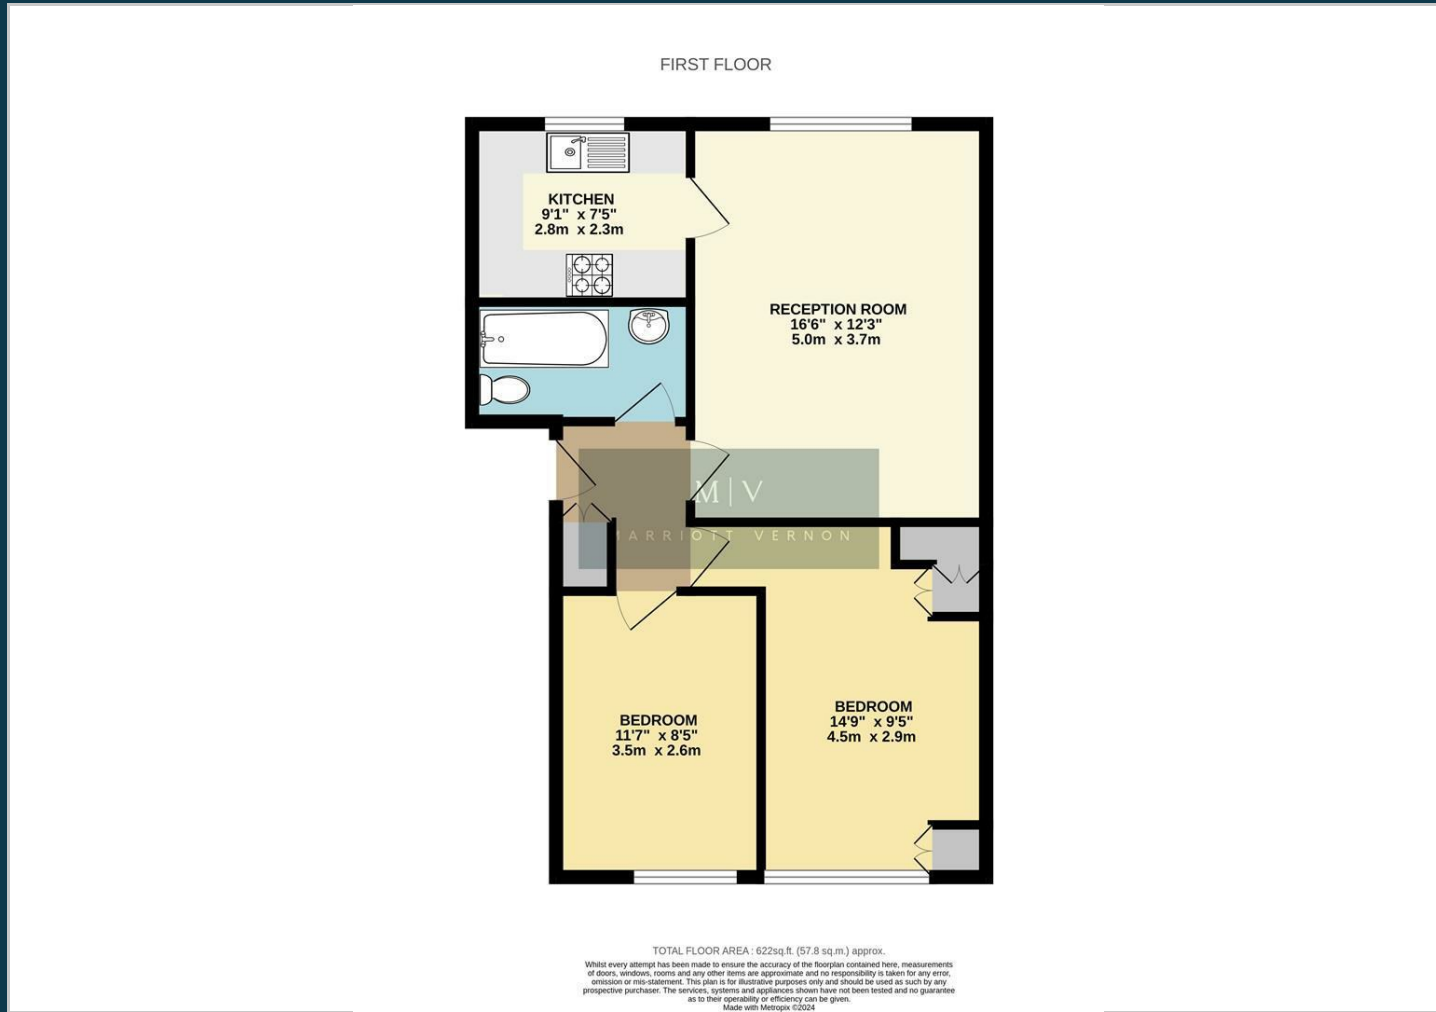 FIRST FLOOR
KITCHEN
9'1" x 7'5"
2.8m x 2.3m
RECEPTION ROOM
16'6" x 12'3"
5.0m x 3.7m
M | V
MARRIOTT VERNON
BEDROOM
11'7" x 8'5"
3.5m x 2.6m
BEDROOM
14'9" x 9'5"
4.5m x 2.9m
TOTAL FLOOR AREA : 622sq.ft. (57.8 sq.m.) approx.
Whilst every attempt has been made to ensure the accuracy of the floorplan contained here, measurements
of doors, windows, rooms and any other items are approximate and no responsibility is taken for any error,
omission or mis-statement. This plan is for illustrative purposes only and should be used as such by any
prospective purchaser. The services, systems and appliances shown have not been tested and no guarantee
as to their operability or efficiency can be given.
Made with Metropix ©2024